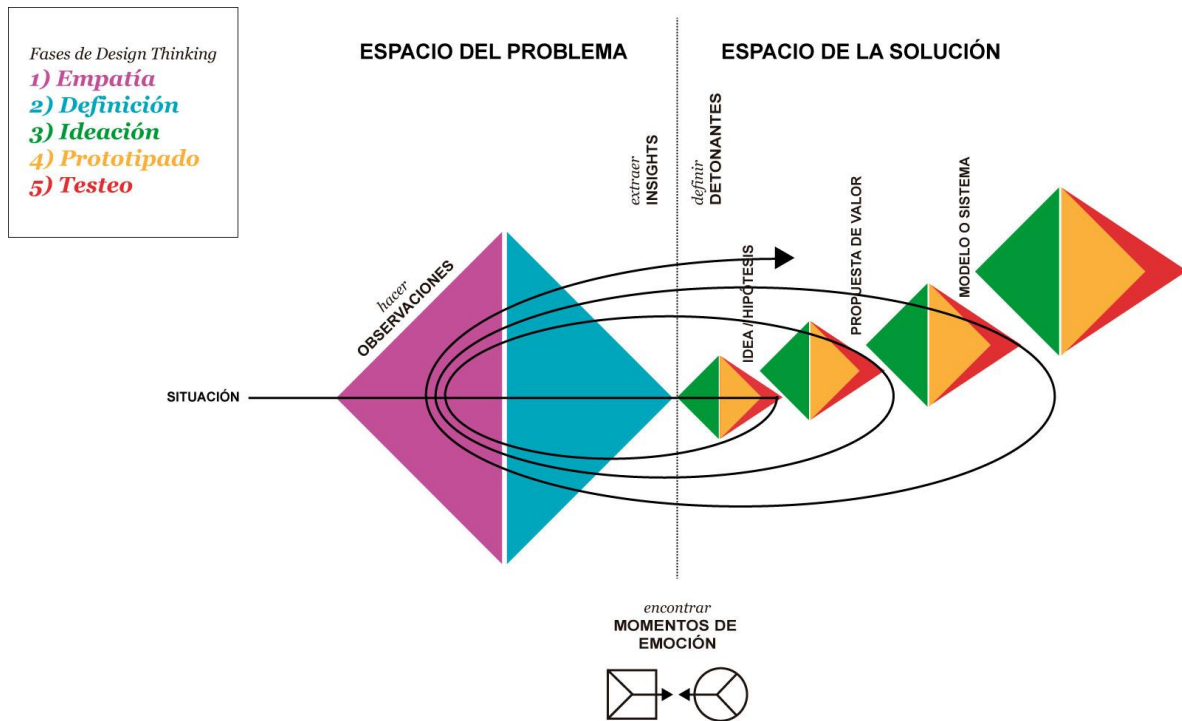 Fases de Design Thinking
1) Empatía
2) Definición
3) Ideación
4) Prototipado
5) Testeo
ESPACIO DEL PROBLEMA
ESPACIO DE LA SOLUCIÓN
SITUACIÓN
hacer
OBSERVACIONES
extraer
INSIGHTS
definir
DETONANTES
IDEA / HIPÓTESIS
PROPUESTA DE VALOR
MODELO O SISTEMA
encontrar
MOMENTOS DE
EMOCIÓN